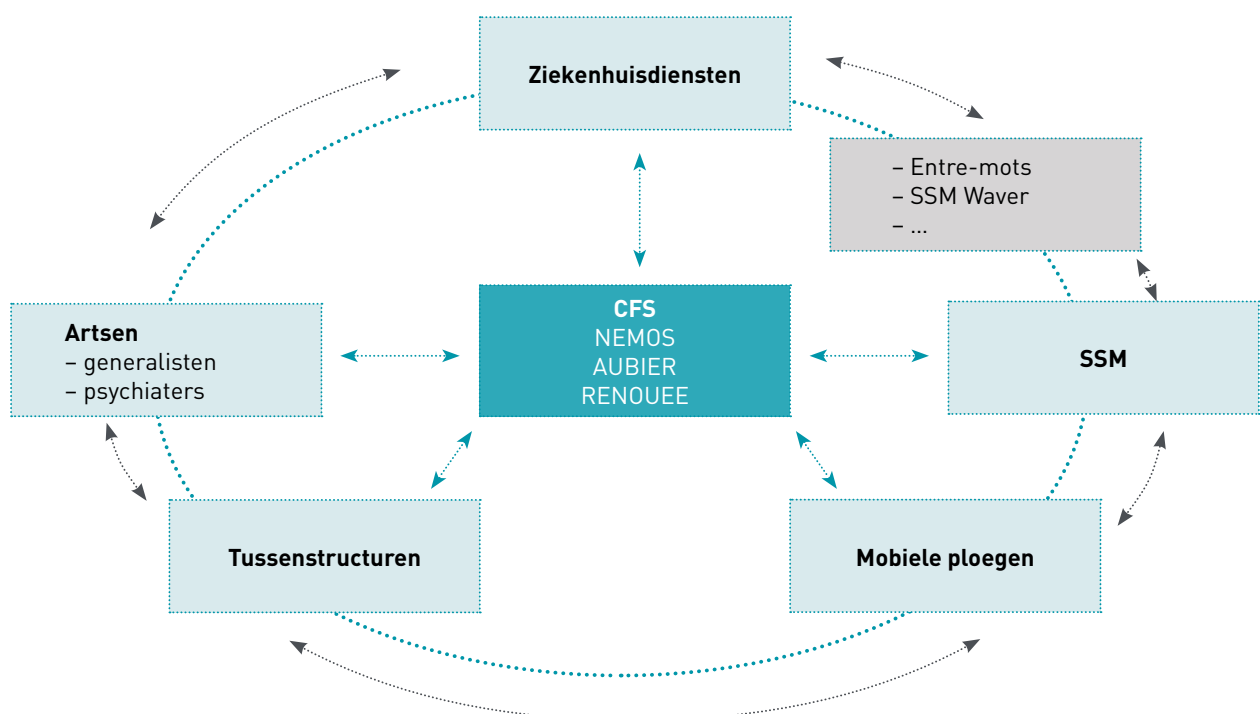 Ziekenhuisdiensten
– Entre-mots
– SSM Waver
– ...
Artsen
– generalisten
– psychiaters
CFS
NEMOS
AUBIER
RENOUEE
SSM
Tussenstructuren
Mobiele ploegen